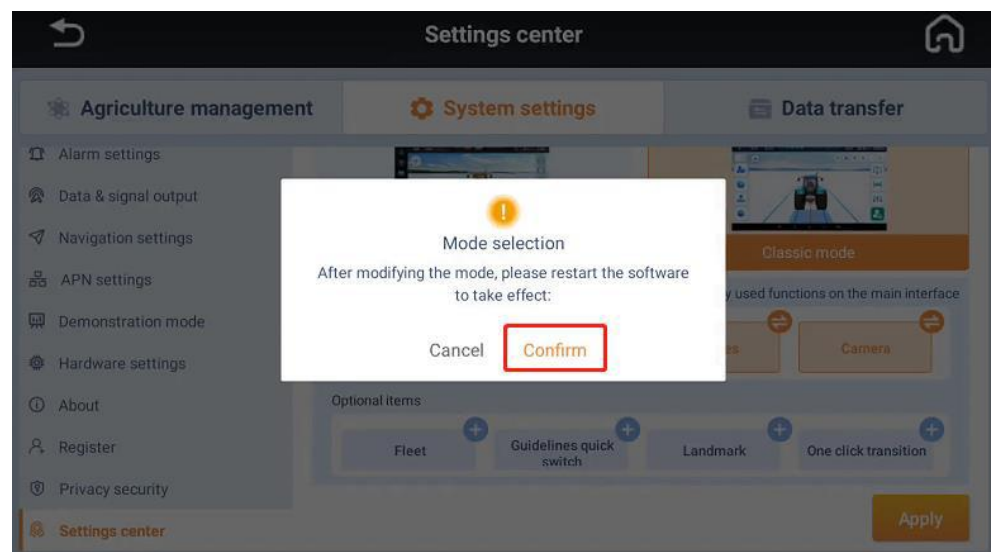 Settings center
Agriculture management
System settings
Data transfer
Alarm settings
Data & signal output
Navigation settings
APN settings
Demonstration mode
Hardware settings
About
Register
Privacy security
Settings center
!
Mode selection
After modifying the mode, please restart the software
to take effect:
Cancel
Confirm
Classic mode
used functions on the main interface
Camera
Optional items
Fleet
Guidelines quick
switch
Landmark
One click transition
Apply